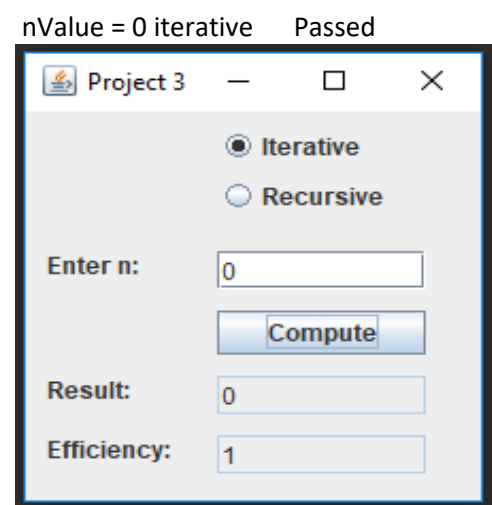 nValue = 0 iterative Passed
Project 3
Iterative
Recursive
Enter n: 0
Compute
Result: 0
Efficiency: 1